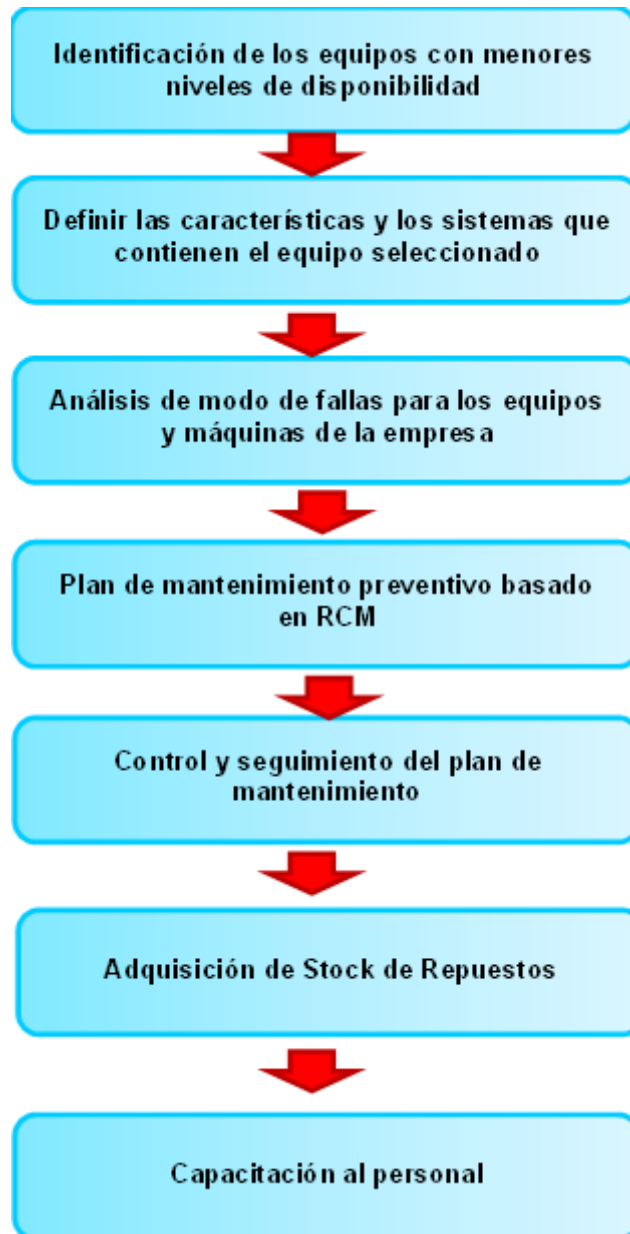 Identificación de los equipos con menores
niveles de disponibilidad
Definir las característicasy los sistemas que
contienen el equipo seleccionado
Análisis de modo de fallas para los equipos
y máquinas de la empresa
Plan de mantenimiento preventivo basado
en RCM
Control y seguimiento del plan de
mantenimiento
Adquisición de Stock de Repuestos
Capacitación al personal